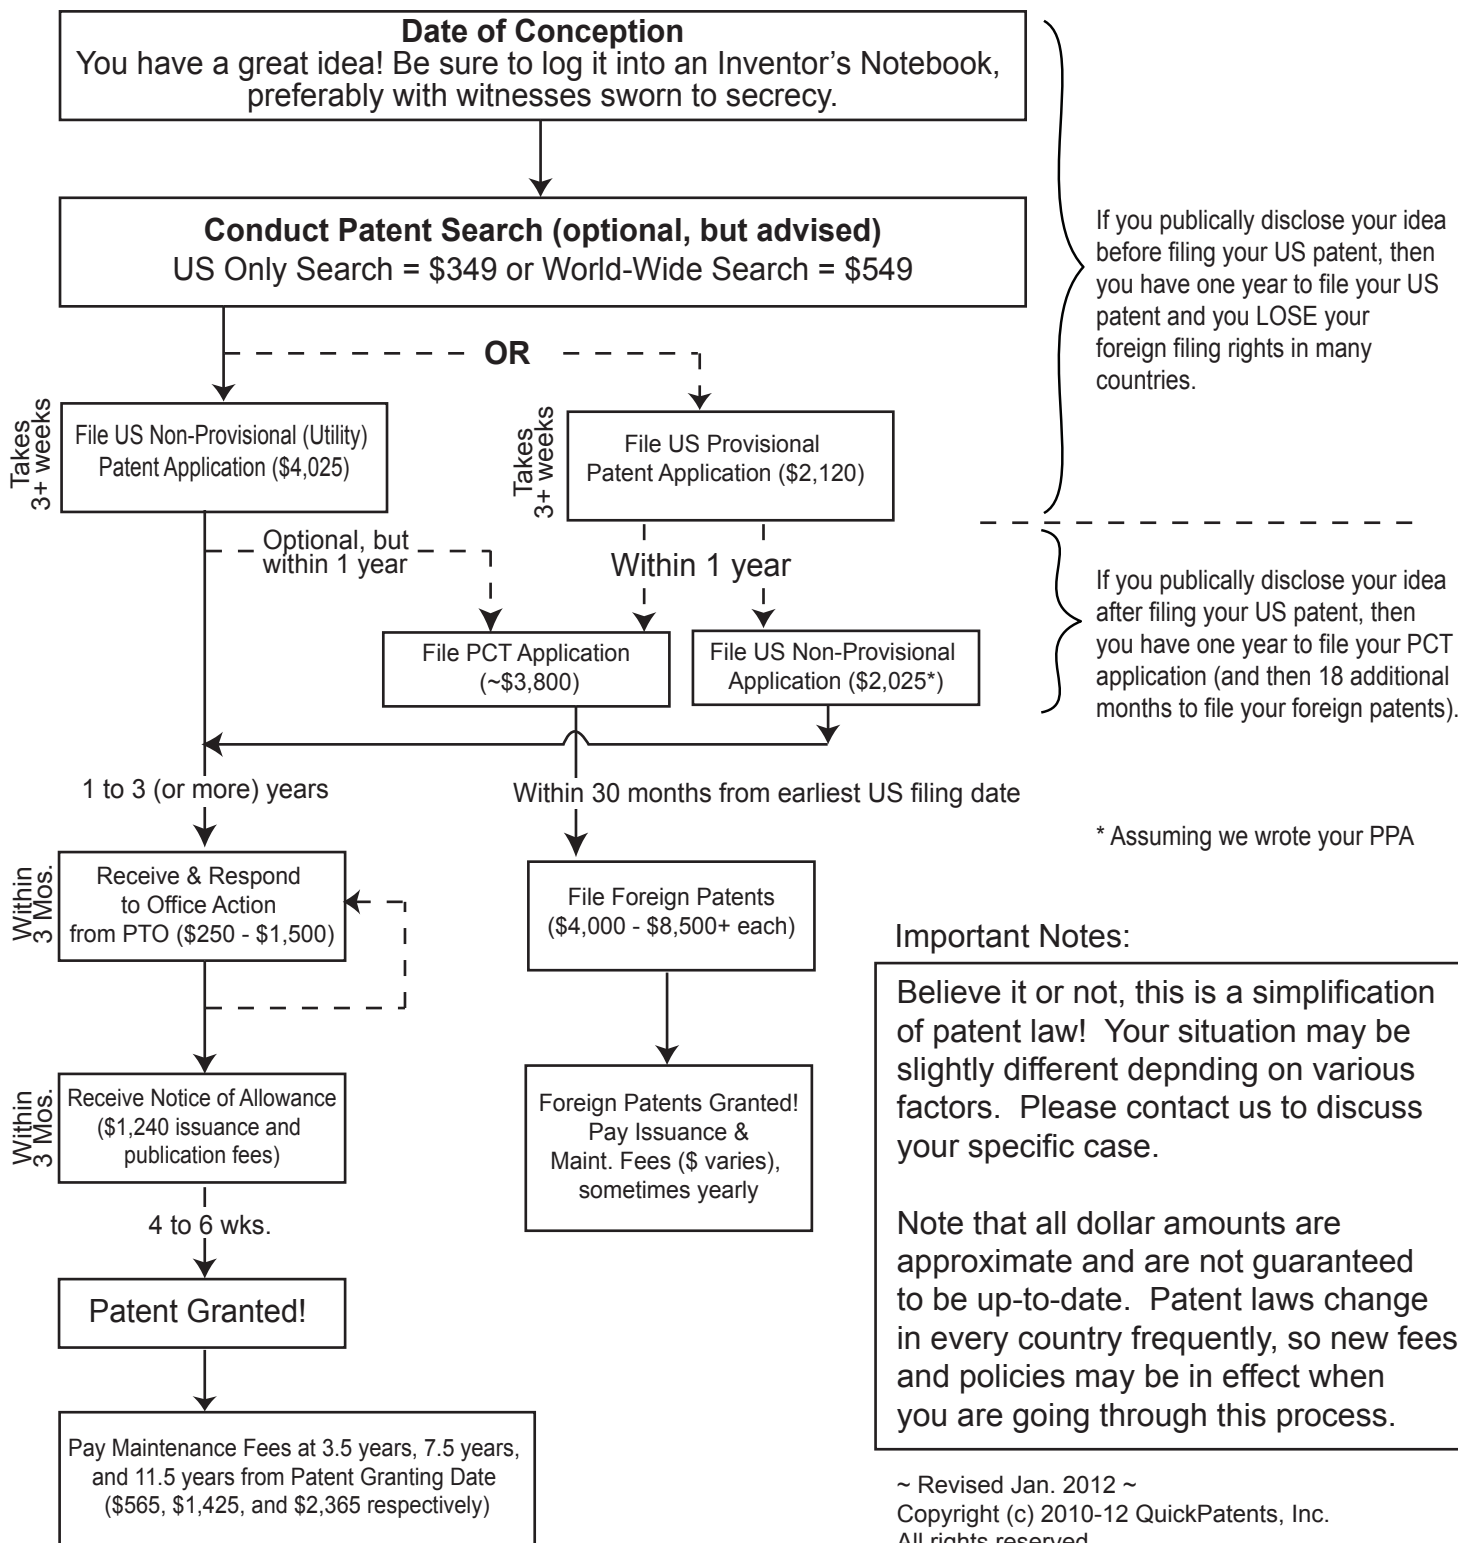 Date of Conception
You have a great idea! Be sure to log it into an Inventor's Notebook,
preferably with witnesses sworn to secrecy.
Conduct Patent Search (optional, but advised)
US Only Search = $349 or World-Wide Search = $549
If you publically disclose your idea
before filing your US patent, then
you have one year to file your US
patent and you LOSE your
foreign filing rights in many
countries.
OR
Takes
3+ weeks
File US Non-Provisional (Utility)
Patent Application ($4,025)
Takes
3+ weeks
File US Provisional
Patent Application ($2,120)
Optional, but
within 1 year
Within 1 year
If you publically disclose your idea
after filing your US patent, then
you have one year to file your PCT
application (and then 18 additional
months to file your foreign patents).
File PCT Application
(~$3,800)
File US Non-Provisional
Application ($2,025*)
1 to 3 (or more) years
Within 30 months from earliest US filing date
* Assuming we wrote your PPA
Within
3 Mos.
Receive & Respond
to Office Action
from PTO ($250 - $1,500)
File Foreign Patents
($4,000 - $8,500+ each)
Within
3 Mos.
Receive Notice of Allowance
($1,240 issuance and
publication fees)
Foreign Patents Granted!
Pay Issuance &
Maint. Fees ($ varies),
sometimes yearly
4 to 6 wks.
Patent Granted!
Pay Maintenance Fees at 3.5 years, 7.5 years,
and 11.5 years from Patent Granting Date
($565, $1,425, and $2,365 respectively)
Important Notes:
Believe it or not, this is a simplification
of patent law!  Your situation may be
slightly different depnding on various
factors.  Please contact us to discuss
your specific case.
Note that all dollar amounts are
approximate and are not guaranteed
to be up-to-date.  Patent laws change
in every country frequently, so new fees
and policies may be in effect when
you are going through this process.
~ Revised Jan. 2012 ~
Copyright (c) 2010-12 QuickPatents, Inc.
All rights reserved